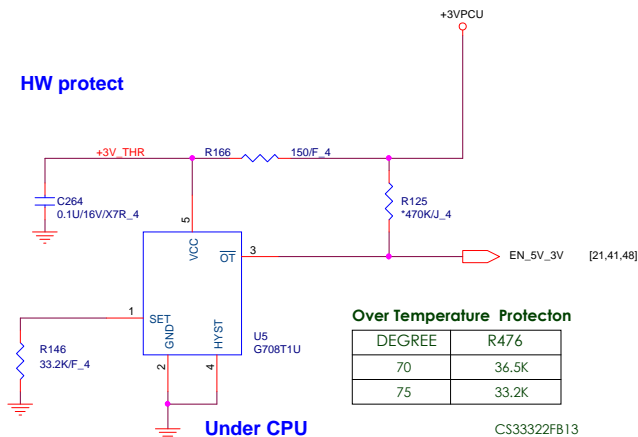 +3VPCU
HW protect
+3V_THR
R166
150/F_4
C264
0.1U/16V/X7R_4
R125
*470K/J_4
5
VCC
OT
3
EN_5V_3V
[21,41,48]
1
SET
GND
HYST
U5
G708T1U
R146
33.2K/F_4
2
4
Under CPU
Over Temperature Protecton
DEGREE R476
70 36.5K
75 33.2K
CS33322FB13